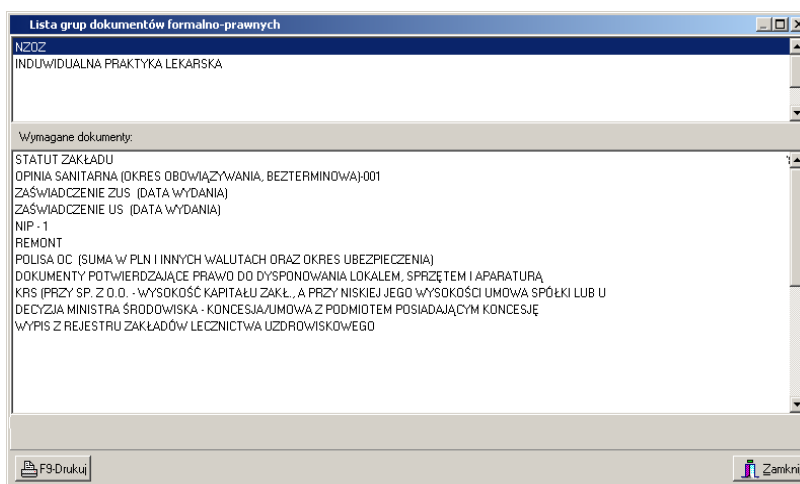 Lista grup dokumentów formalno-prawnych
NZOZ
INDUWIDUALNA PRAKTYKA LEKARSKA
Wymagane dokumenty:
STATUT ZAKŁADU
OPINIA SANITARNA (OKRES OBOWIĄZYWANIA, BEZTERMINOWA)-001
ZAŚWIADCZENIE ZUS (DATA WYDANIA)
ZAŚWIADCZENIE US (DATA WYDANIA)
NIP - 1
REMONT
POLISA OC (SUMA W PLN I INNYCH WALUTACH ORAZ OKRES UBEZPIECZENIA)
DOKUMENTY POTWIERDZAJĄCE PRAWO DO DYSPONOWANIA LOKALEM, SPRZĘTEM I APARATURĄ
KRS (PRZY SP. Z O.O. - WYSOKOŚĆ KAPITAŁU ZAKŁ., A PRZY NISKIEJ JEGO WYSOKOŚCI UMOWA SPÓŁKI LUB U
DECYZJA MINISTRA ŚRODOWISKA - KONCESJA/UMOWA Z PODMIOTEM POSIADAJĄCYM KONCESJĘ
WYPIS Z REJESTRU ZAKŁADÓW LECZNICTWA UZDROWISKOWEGO
F9-Drukuj
Zamknij